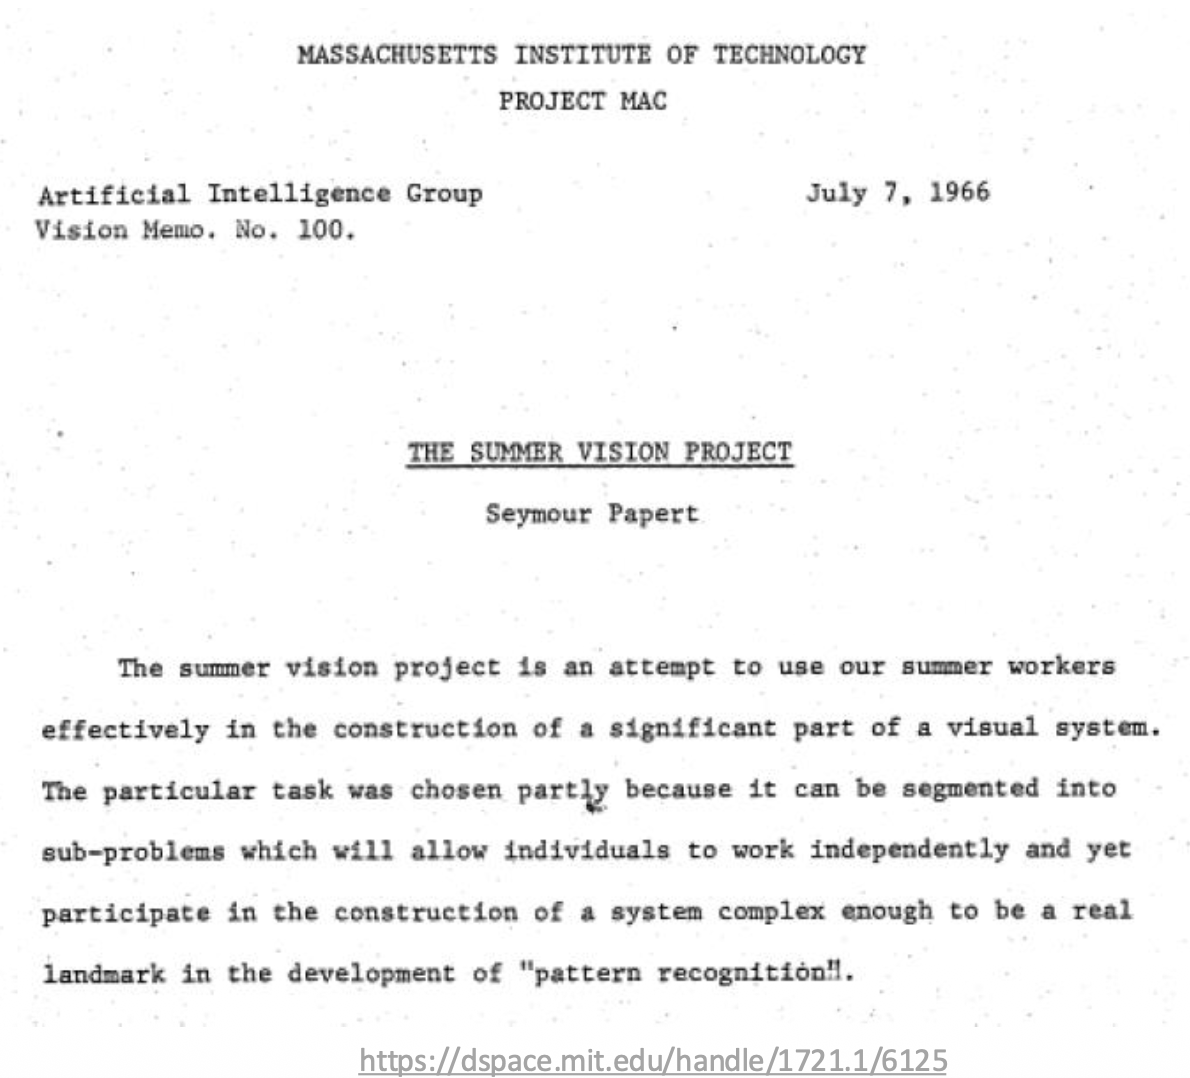 MASSACHUSETTS INSTITUTE OF TECHNOLOGY
PROJECT MAC
Artificial Intelligence Group
July 7, 1966
Vision Memo. No. 100.
THE SUMMER VISION PROJECT
Seymour Papert
The summer vision project is an attempt to use our summer workers
effectively in the construction of a significant part of a visual system.
The particular task was chosen partly because it can be segmented into
sub-problems which will allow individuals to work independently and yet
participate in the construction of a system complex enough to be a real
landmark in the development of "pattern recognition".
https://dspace.mit.edu/handle/1721.1/6125